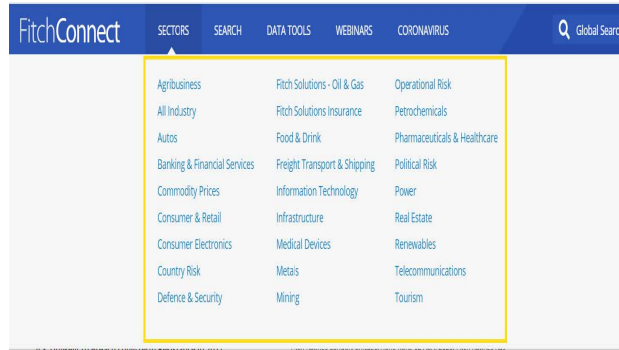 FitchConnect
SECTORS SEARCH DATA TOOLS WEBINARS CORONAVIRUS
Global Searc
Agribusiness
All Industry
Autos
Banking & Financial Services
Commodity Prices
Consumer & Retail
Consumer Electronics
Country Risk
Defence & Security
Fitch Solutions - Oil & Gas
Fitch Solutions Insurance
Food & Drink
Freight Transport & Shipping
Information Technology
Infrastructure
Medical Devices
Metals
Mining
Operational Risk
Petrochemicals
Pharmaceuticals & Healthcare
Political Risk
Power
Real Estate
Renewables
Telecommunications
Tourism